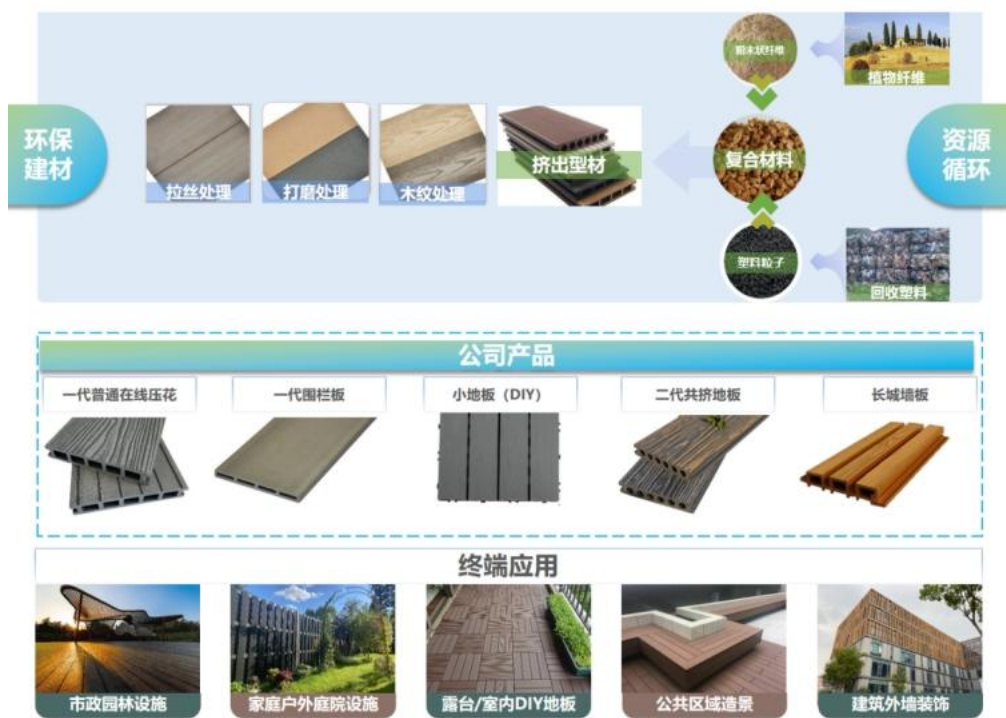 环保
建材
拉丝处理
打磨处理
木纹处理
挤出型材
粉末状纤维
植物纤维
复合材料
塑料粒子
回收塑料
资源
循环
公司产品
一代普通在线压花
一代围栏板
小地板（DIY）
二代共挤地板
长城墙板
终端应用
市政园林设施
家庭户外庭院设施
露台/室内DIY地板
公共区域造景
建筑外墙装饰